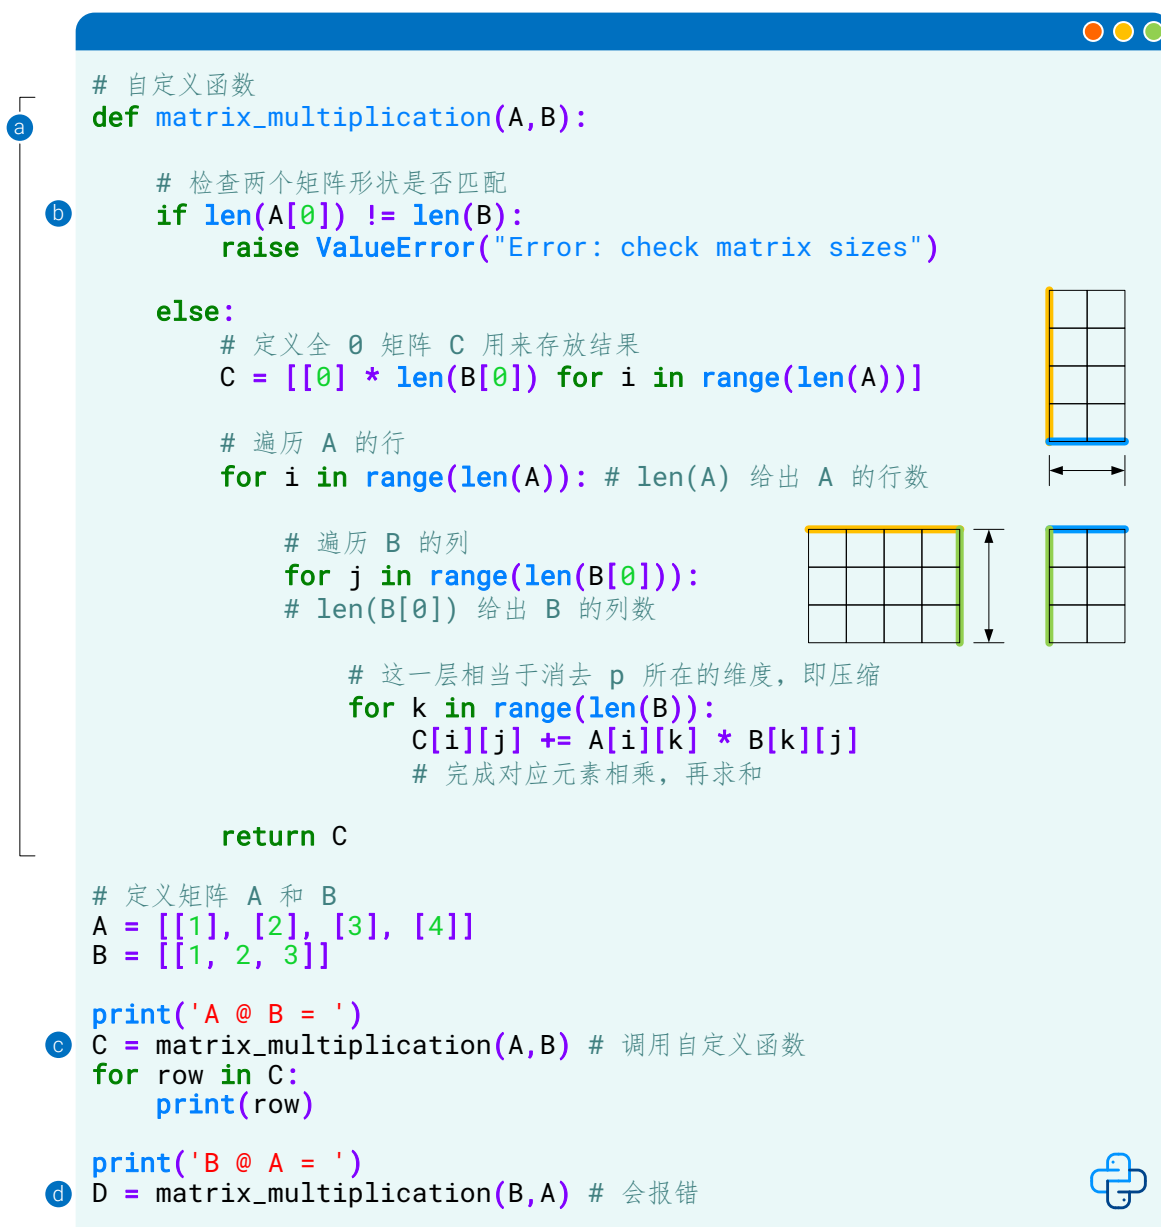 # 自定义函数
a
def matrix_multiplication(A,B):
# 检查两个矩阵形状是否匹配
b
if len(A[0]) != len(B):
raise ValueError("Error: check matrix sizes")
else:
# 定义全 0 矩阵 C 用来存放结果
C = [[0] * len(B[0]) for i in range(len(A))]
# 遍历 A 的行
for i in range(len(A)): # len(A) 给出 A 的行数
# 遍历 B 的列
for j in range(len(B[0])):
# len(B[0]) 给出 B 的列数
# 这一层相当于消去 p 所在的维度，即压缩
for k in range(len(B)):
C[i][j] += A[i][k] * B[k][j]
# 完成对应元素相乘，再求和
return C
# 定义矩阵 A 和 B
A = [[1], [2], [3], [4]]
B = [[1, 2, 3]]
print('A @ B = ')
c
C = matrix_multiplication(A,B) # 调用自定义函数
for row in C:
print(row)
print('B @ A = ')
d
D = matrix_multiplication(B,A) # 会报错